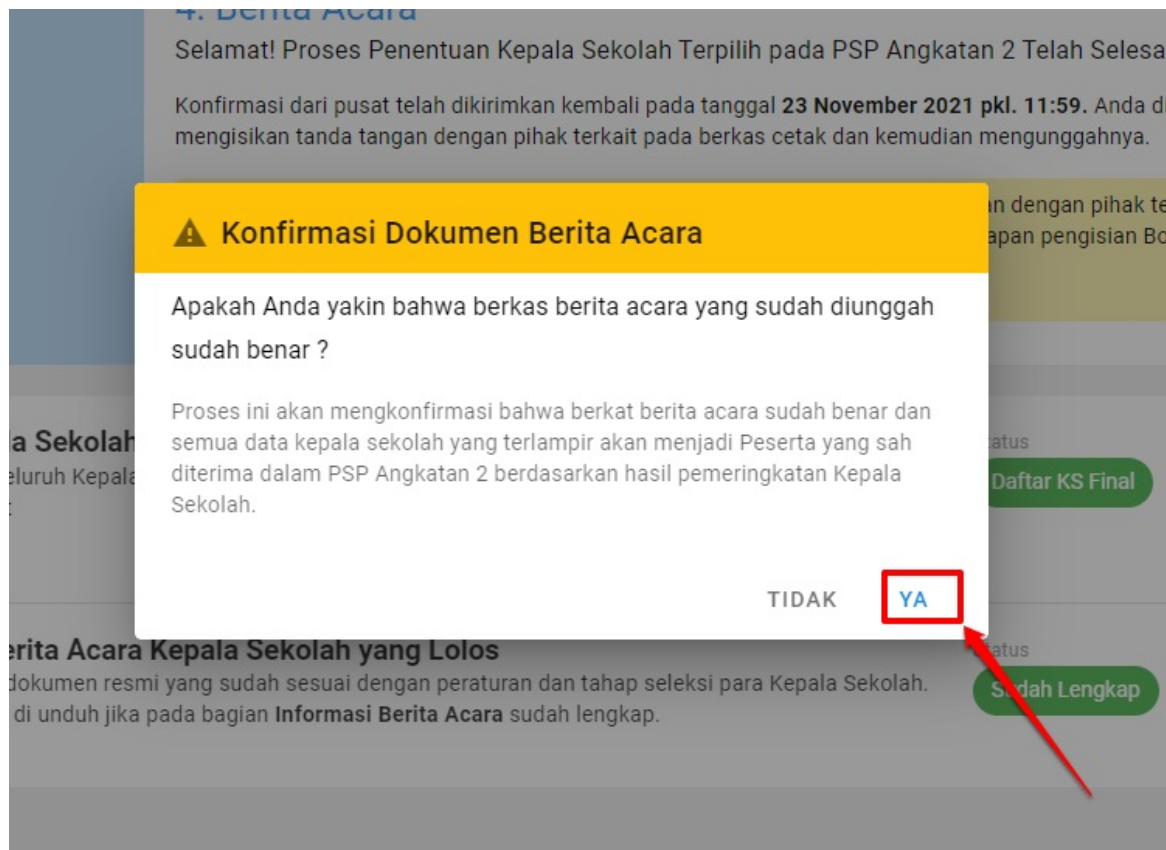 4. Berita Acara
Selamat! Proses Penentuan Kepala Sekolah Terpilih pada PSP Angkatan 2 Telah Selesa
Konfirmasi dari pusat telah dikirimkan kembali pada tanggal 23 November 2021 pkl. 11:59. Anda d
mengisikan tanda tangan dengan pihak terkait pada berkas cetak dan kemudian mengunggahnya.
an dengan pihak te
apan pengisian Bo
Konfirmasi Dokumen Berita Acara
Apakah Anda yakin bahwa berkas berita acara yang sudah diunggah
sudah benar ?
Proses ini akan mengkonfirmasi bahwa berkat berita acara sudah benar dan
semua data kepala sekolah yang terlampir akan menjadi Peserta yang sah
diterima dalam PSP Angkatan 2 berdasarkan hasil pemeringkatan Kepala
Sekolah.
TIDAK YA
la Sekolah
eluruh Kepala
tatus
Daftar KS Final
erita Acara Kepala Sekolah yang Lolos
dokumen resmi yang sudah sesuai dengan peraturan dan tahap seleksi para Kepala Sekolah.
di unduh jika pada bagian Informasi Berita Acara sudah lengkap.
Status
Sudah Lengkap